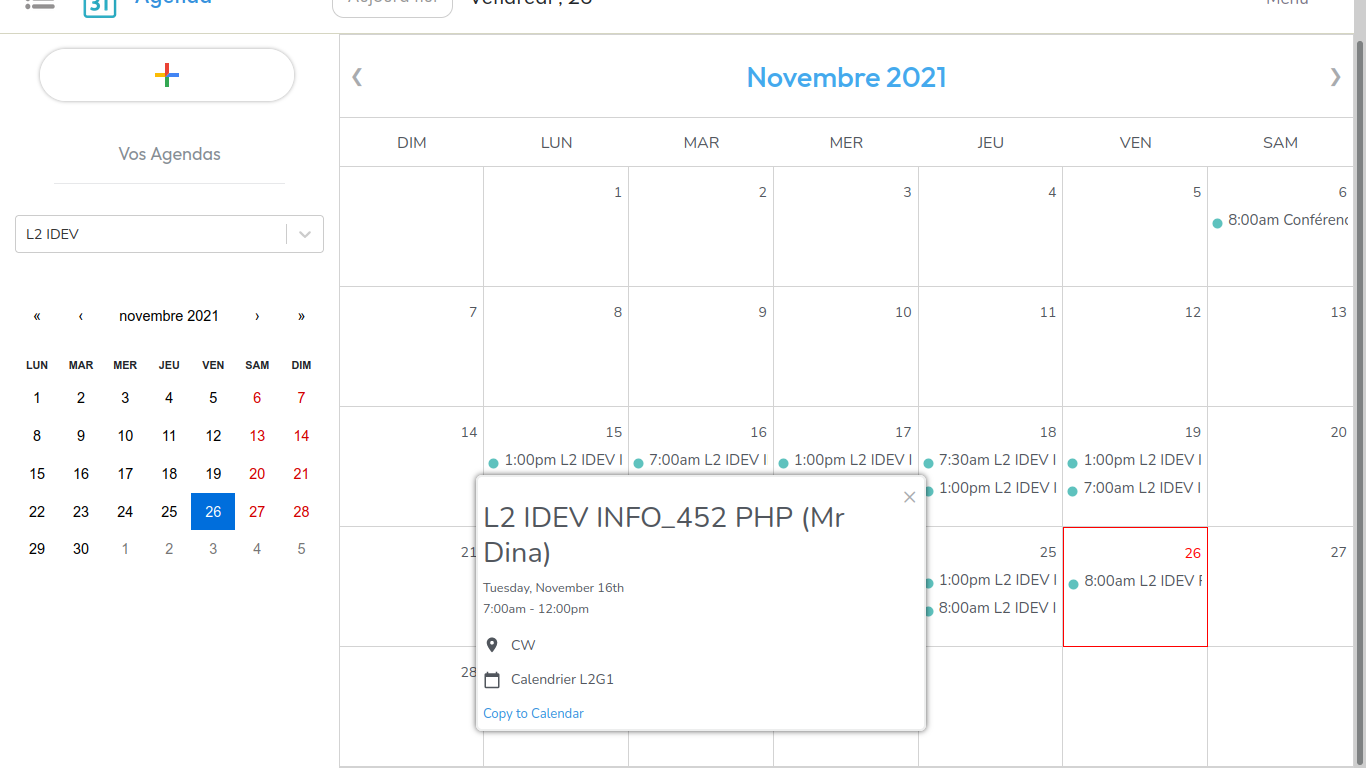 31 Agenda
Vos Agendas
L2 IDEV
« ‹ novembre 2021 › »
LUN MAR MER JEU VEN SAM DIM
1 2 3 4 5 6 7
8 9 10 11 12 13 14
15 16 17 18 19 20 21
22 23 24 25 26 27 28
29 30 1 2 3 4 5
❮ Novembre 2021 ❯
DIM LUN MAR MER JEU VEN SAM
1 2 3 4 5 6
8:00am Conférenc
7 8 9 10 11 12 13
14 15 16 17 18 19 20
1:00pm L2 IDEV I 7:00am L2 IDEV I 1:00pm L2 IDEV I 7:30am L2 IDEV I 1:00pm L2 IDEV I
1:00pm L2 IDEV I 7:00am L2 IDEV I
21 25 26 27
1:00pm L2 IDEV I 8:00am L2 IDEV F
8:00am L2 IDEV I
28
L2 IDEV INFO_452 PHP (Mr
Dina)
Tuesday, November 16th
7:00am - 12:00pm
CW
Calendrier L2G1
Copy to Calendar